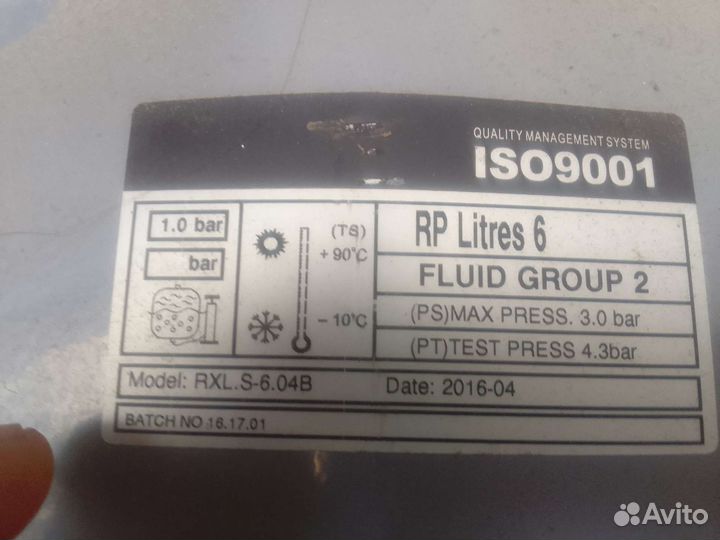 QUALITY MANAGEMENT SYSTEM
ISO9001
1.0 bar
bar
(TS)
+90°C
-10°C
RP Litres 6
FLUID GROUP 2
(PS)MAX PRESS. 3.0 bar
(PT)TEST PRESS 4.3bar
Model: RXL.S-6.04B Date: 2016-04
BATCH NO 16.17.01
Avito